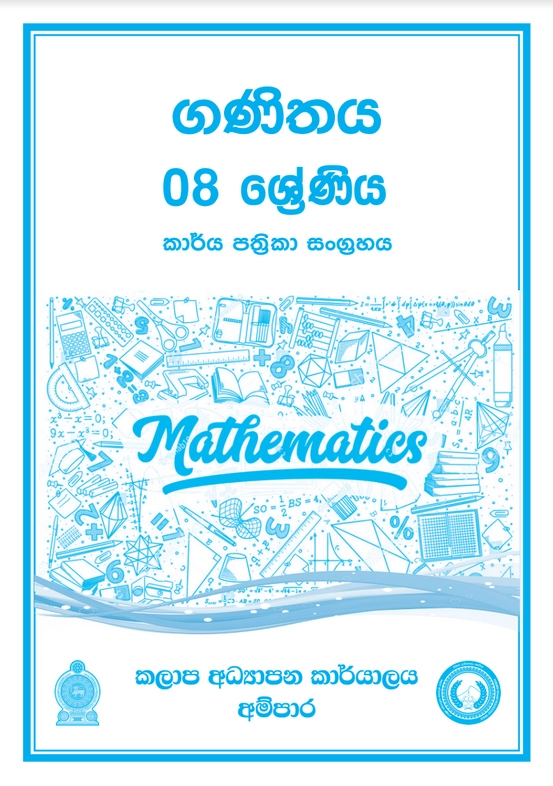 ගණිතය
08 ශ්‍රේණිය
කාර්ය පත්‍රිකා සංග්‍රහය
Mathematics
කලාප අධ්‍යාපන කාර්යාලය
අම්පාර